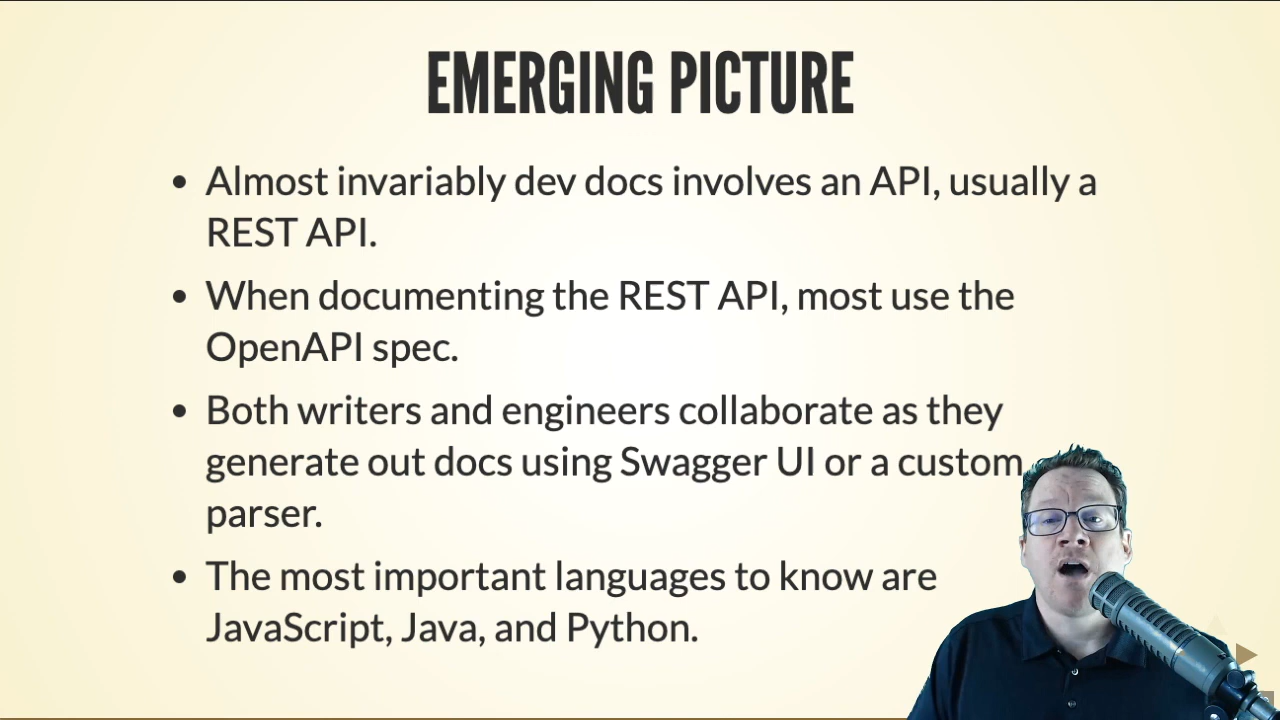 EMERGING PICTURE
• Almost invariably dev docs involves an API, usually a
REST API.
• When documenting the REST API, most use the
OpenAPI spec.
• Both writers and engineers collaborate as they
generate out docs using Swagger UI or a custom
parser.
• The most important languages to know are
JavaScript, Java, and Python.